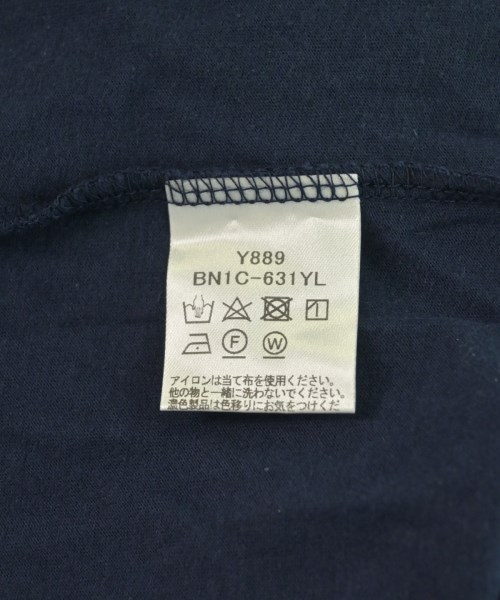 Y889
BN1C-631YL
F W
アイロンは当て布を使用ください。
他の物と一緒に洗わないでください。
濃色製品は色移りにお気をつけくだ